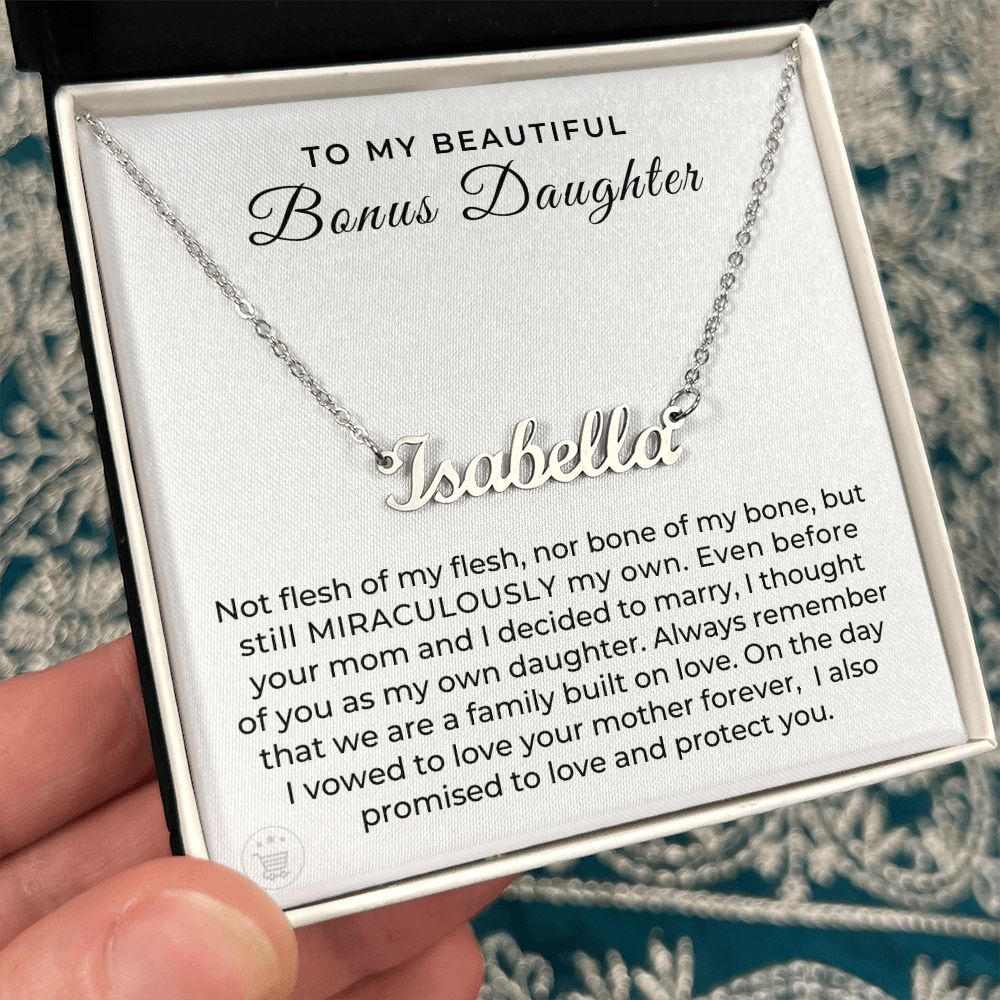 TO MY BEAUTIFUL
Bonus Daughter
Isabella
Not flesh of my flesh, nor bone of my bone, but
still MIRACULOUSLY my own. Even before
your mom and I decided to marry, I thought
of you as my own daughter. Always remember
that we are a family built on love. On the day
I vowed to love your mother forever, I also
promised to love and protect you.